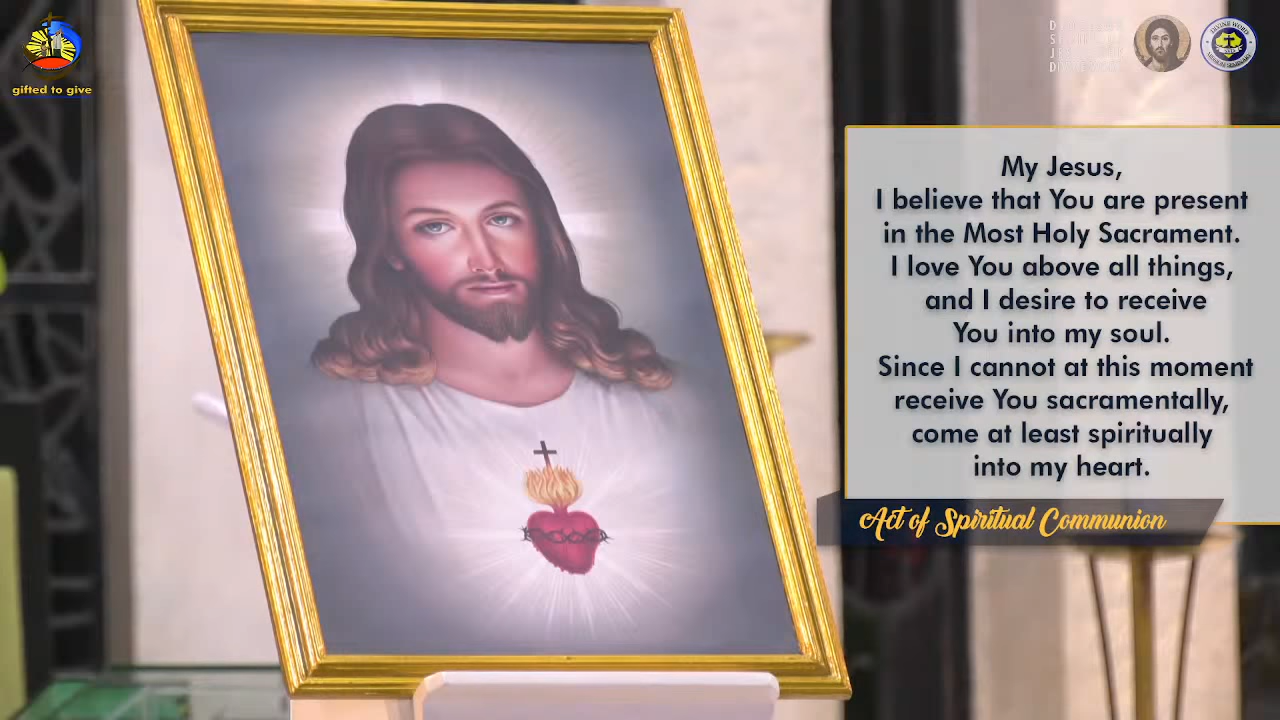 gifted to give
My Jesus,
I believe that You are present
in the Most Holy Sacrament.
I love You above all things,
and I desire to receive
You into my soul.
Since I cannot at this moment
receive You sacramentally,
come at least spiritually
into my heart.
Act of Spiritual Communion
DIVINE WORD